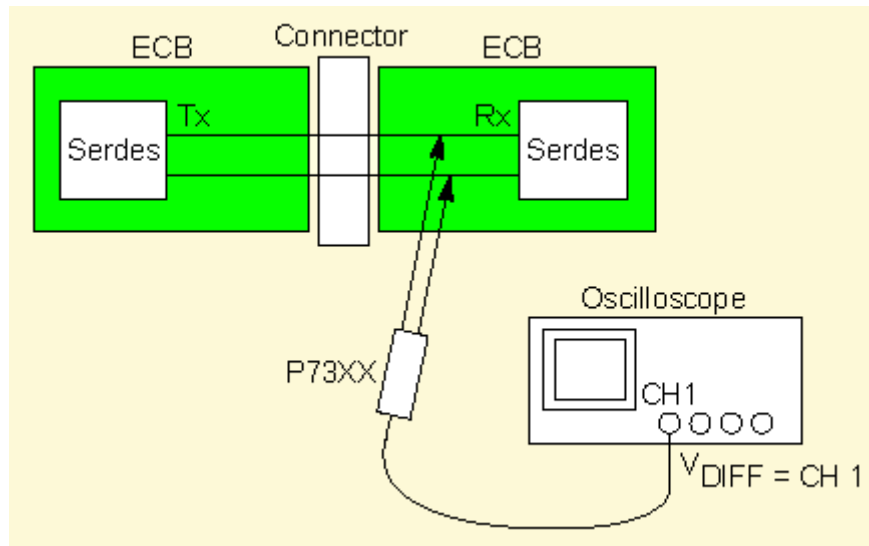 ECB
Connector
ECB
Tx
Rx
Serdes
Serdes
Oscilloscope
P73XX
CH1
VDIFF = CH 1